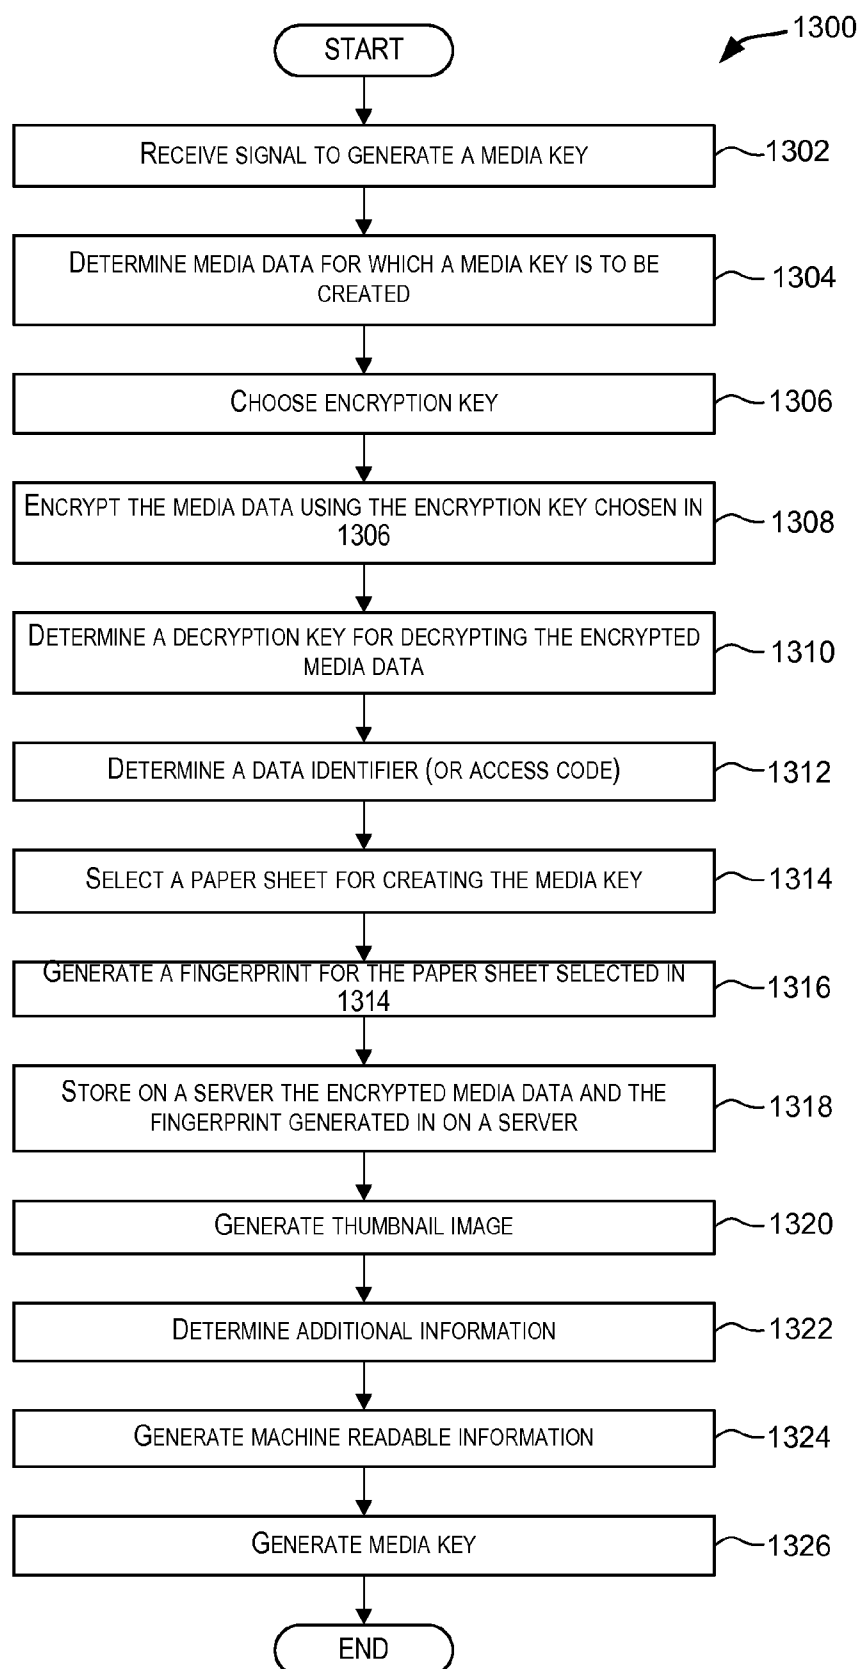 1300
START
RECEIVE SIGNAL TO GENERATE A MEDIA KEY
1302
DETERMINE MEDIA DATA FOR WHICH A MEDIA KEY IS TO BE
CREATED
1304
CHOOSE ENCRYPTION KEY
1306
ENCRYPT THE MEDIA DATA USING THE ENCRYPTION KEY CHOSEN IN
1306
1308
DETERMINE A DECRYPTION KEY FOR DECRYPTING THE ENCRYPTED
MEDIA DATA
1310
DETERMINE A DATA IDENTIFIER (OR ACCESS CODE)
1312
SELECT A PAPER SHEET FOR CREATING THE MEDIA KEY
1314
GENERATE A FINGERPRINT FOR THE PAPER SHEET SELECTED IN
1314
1316
STORE ON A SERVER THE ENCRYPTED MEDIA DATA AND THE
FINGERPRINT GENERATED IN ON A SERVER
1318
GENERATE THUMBNAIL IMAGE
1320
DETERMINE ADDITIONAL INFORMATION
1322
GENERATE MACHINE READABLE INFORMATION
1324
GENERATE MEDIA KEY
1326
END